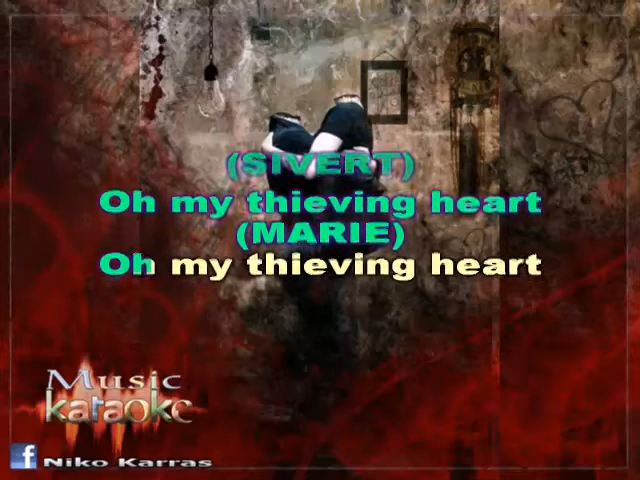 (SIVERT)
Oh my thieving heart
(MARIE)
Oh my thieving heart
Music
karaoke
f Niko Karras